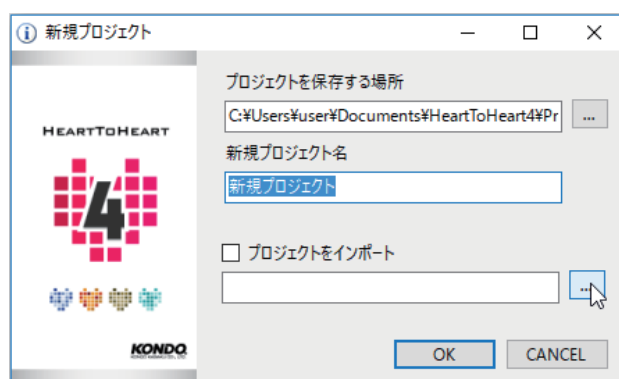 新規プロジェクト
プロジェクトを保存する場所
C:¥Users¥user¥Documents¥HeartToHeart4¥Pr
...
HEARTTOHEART
4
新規プロジェクト名
新規プロジェクト
プロジェクトをインポート
...
KONDO
OK
CANCEL